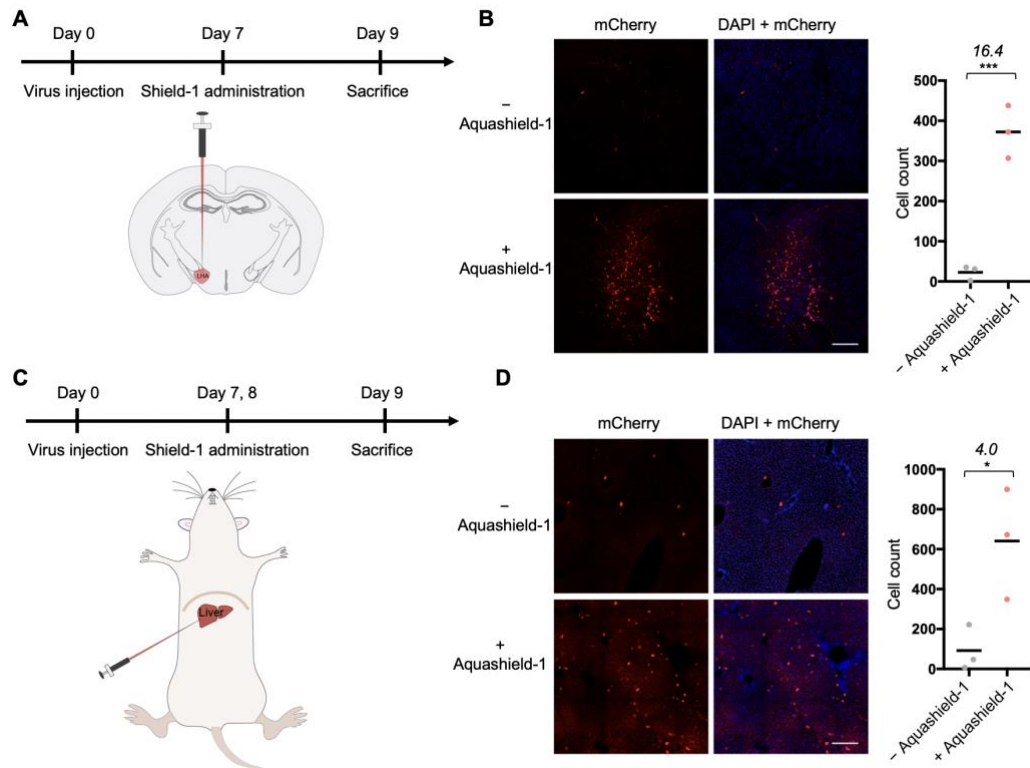 A
Day 0 Day 7 Day 9
Virus injection Shield-1 administration Sacrifice
LHA
B
mCherry DAPI + mCherry
–
Aquashield-1
+
Aquashield-1
16.4
***
500
400
300
200
100
0
Cell count
– Aquashield-1
+ Aquashield-1
C
Day 0 Day 7, 8 Day 9
Virus injection Shield-1 administration Sacrifice
Liver
D
mCherry DAPI + mCherry
–
Aquashield-1
+
Aquashield-1
4.0
*
1000
800
600
400
200
0
Cell count
– Aquashield-1
+ Aquashield-1